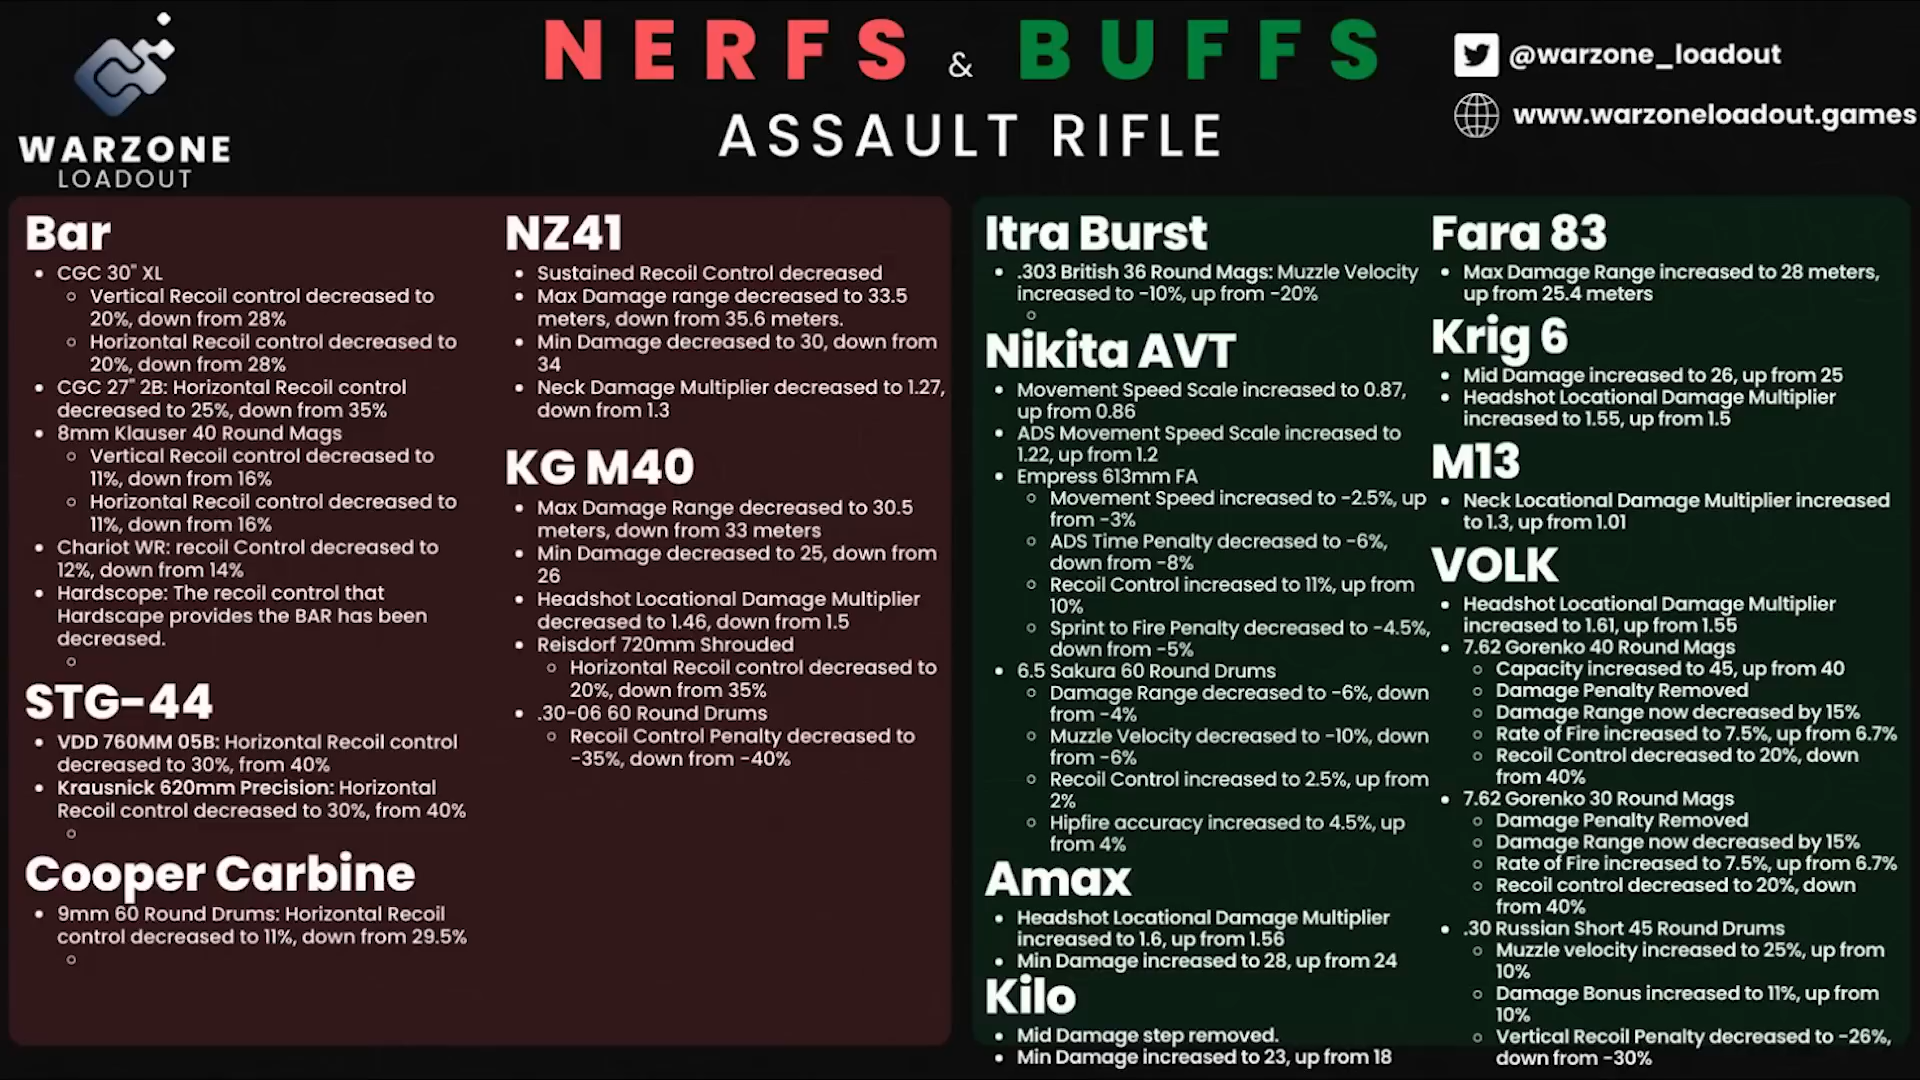 NERFS & BUFFS
ASSAULT RIFLE
WARZONE
LOADOUT
@warzone_loadout
www.warzoneloadout.games
Bar
CGC 30" XL
Vertical Recoil control decreased to
20%, down from 28%
Horizontal Recoil control decreased to
20%, down from 28%
CGC 27" 2B: Horizontal Recoil control
decreased to 25%, down from 35%
8mm Klauser 40 Round Mags
Vertical Recoil control decreased to
11%, down from 16%
Horizontal Recoil control decreased to
11%, down from 16%
Chariot WR: recoil Control decreased to
12%, down from 14%
Hardscope: The recoil control that
Hardscope provides the BAR has been
decreased.
STG-44
VDD 760MM 05B: Horizontal Recoil control
decreased to 30%, from 40%
Krausnick 620mm Precision: Horizontal
Recoil control decreased to 30%, from 40%
Cooper Carbine
9mm 60 Round Drums: Horizontal Recoil
control decreased to 11%, down from 29.5%
NZ41
Sustained Recoil Control decreased
Max Damage range decreased to 33.5
meters, down from 35.6 meters.
Min Damage decreased to 30, down from
34
Neck Damage Multiplier decreased to 1.27,
down from 1.3
KG M40
Max Damage Range decreased to 30.5
meters, down from 33 meters
Min Damage decreased to 25, down from
26
Headshot Locational Damage Multiplier
decreased to 1.46, down from 1.5
Reisdorf 720mm Shrouded
Horizontal Recoil control decreased to
20%, down from 35%
.30-06 60 Round Drums
Recoil Control Penalty decreased to
-35%, down from -40%
Itra Burst
.303 British 36 Round Mags: Muzzle Velocity
increased to -10%, up from -20%
Nikita AVT
Movement Speed Scale increased to 0.87,
up from 0.86
ADS Movement Speed Scale increased to
1.22, up from 1.2
Empress 613mm FA
Movement Speed increased to -2.5%, up
from -3%
ADS Time Penalty decreased to -6%,
down from -8%
Recoil Control increased to 11%, up from
10%
Sprint to Fire Penalty decreased to -4.5%,
down from -5%
6.5 Sakura 60 Round Drums
Damage Range decreased to -6%, down
from -4%
Muzzle Velocity decreased to -10%, down
from -6%
Recoil Control increased to 2.5%, up from
2%
Hipfire accuracy increased to 4.5%, up
from 4%
Amax
Headshot Locational Damage Multiplier
increased to 1.6, up from 1.56
Min Damage increased to 28, up from 24
Kilo
Mid Damage step removed.
Min Damage increased to 23, up from 18
Fara 83
Max Damage Range increased to 28 meters,
up from 25.4 meters
Krig 6
Mid Damage increased to 26, up from 25
Headshot Locational Damage Multiplier
increased to 1.55, up from 1.5
M13
Neck Locational Damage Multiplier increased
to 1.3, up from 1.01
VOLK
Headshot Locational Damage Multiplier
increased to 1.61, up from 1.55
7.62 Gorenko 40 Round Mags
Capacity increased to 45, up from 40
Damage Penalty Removed
Damage Range now decreased by 15%
Rate of Fire increased to 7.5%, up from 6.7%
Recoil Control decreased to 20%, down
from 40%
7.62 Gorenko 30 Round Mags
Damage Penalty Removed
Damage Range now decreased by 15%
Rate of Fire increased to 7.5%, up from 6.7%
Recoil control decreased to 20%, down
from 40%
.30 Russian Short 45 Round Drums
Muzzle velocity increased to 25%, up from
10%
Damage Bonus increased to 11%, up from
10%
Vertical Recoil Penalty decreased to -26%,
down from -30%